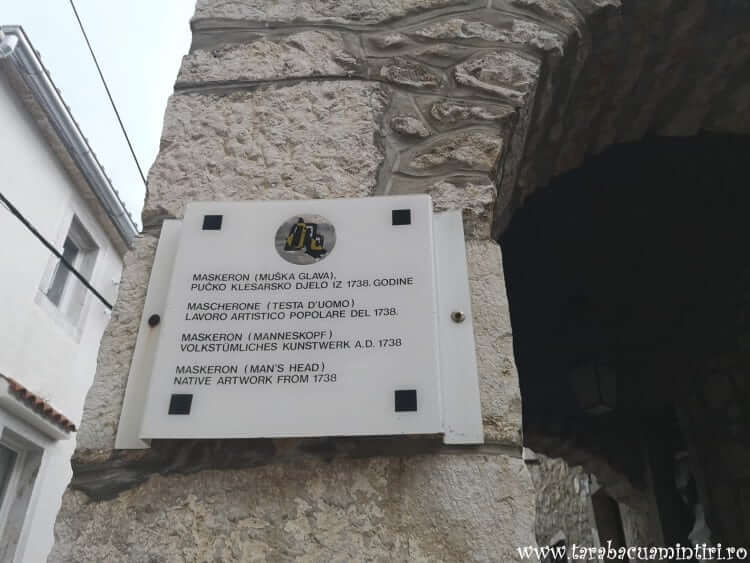 MASKERON (MUŠKA GLAVA),
PUČKO KLESARSKO DJELO IZ 1738. GODINE
MASCHERONE (TESTA D'UOMO)
LAVORO ARTISTICO POPOLARE DEL 1738.
MASKERON (MANNESKOPF)
VOLKSTÜMLICHES KUNSTWERK A.D. 1738
MASKERON (MAN'S HEAD)
NATIVE ARTWORK FROM 1738
www.tarabacuamintiri.ro